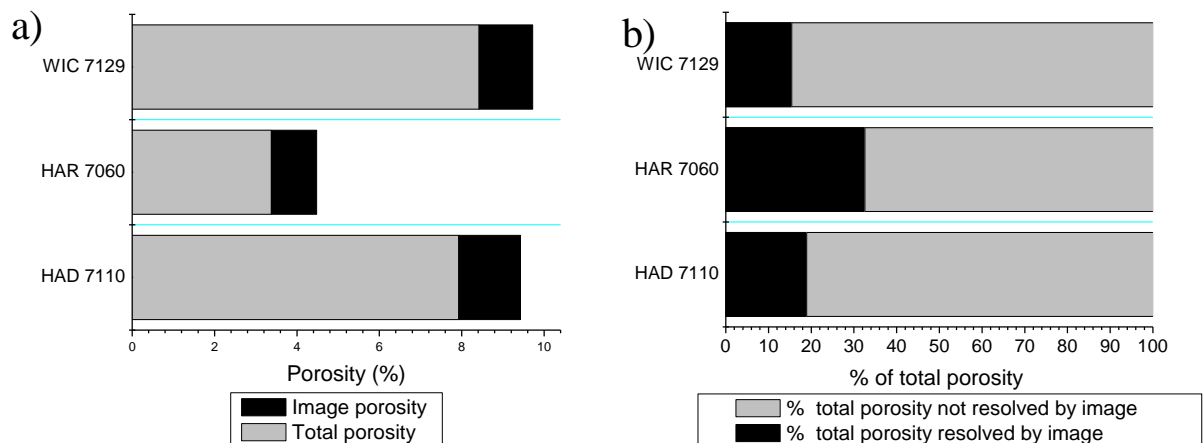 a)
WIC 7129
HAR 7060
HAD 7110
0 2 4 6 8 10
Porosity (%)
Image porosity
Total porosity
b)
WIC 7129
HAR 7060
HAD 7110
0 10 20 30 40 50 60 70 80 90 100
% of total porosity
% total porosity not resolved by image
% total porosity resolved by image